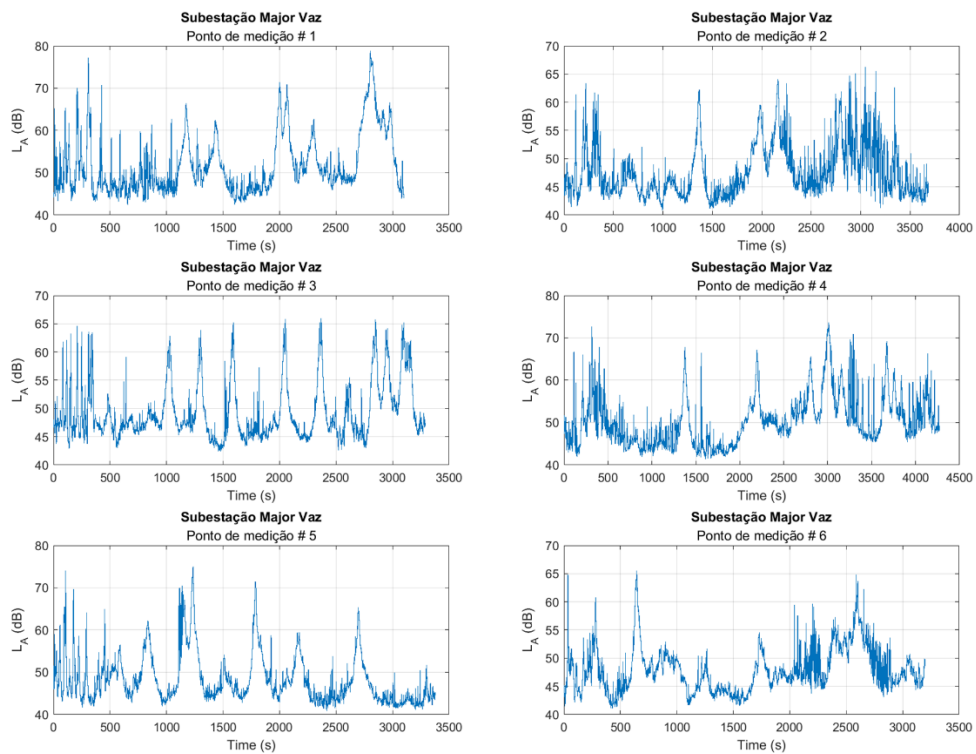 Subestação Major Vaz
Ponto de medição # 1
80
70
60
50
40
L_A (dB)
0 500 1000 1500 2000 2500 3000 3500
Time (s)
Subestação Major Vaz
Ponto de medição # 2
70
65
60
55
50
45
40
L_A (dB)
0 500 1000 1500 2000 2500 3000 3500 4000
Time (s)
Subestação Major Vaz
Ponto de medição # 3
70
65
60
55
50
45
40
L_A (dB)
0 500 1000 1500 2000 2500 3000 3500
Time (s)
Subestação Major Vaz
Ponto de medição # 4
80
70
60
50
40
L_A (dB)
0 500 1000 1500 2000 2500 3000 3500 4000 4500
Time (s)
Subestação Major Vaz
Ponto de medição # 5
80
70
60
50
40
L_A (dB)
0 500 1000 1500 2000 2500 3000 3500
Time (s)
Subestação Major Vaz
Ponto de medição # 6
70
65
60
55
50
45
40
L_A (dB)
0 500 1000 1500 2000 2500 3000 3500
Time (s)